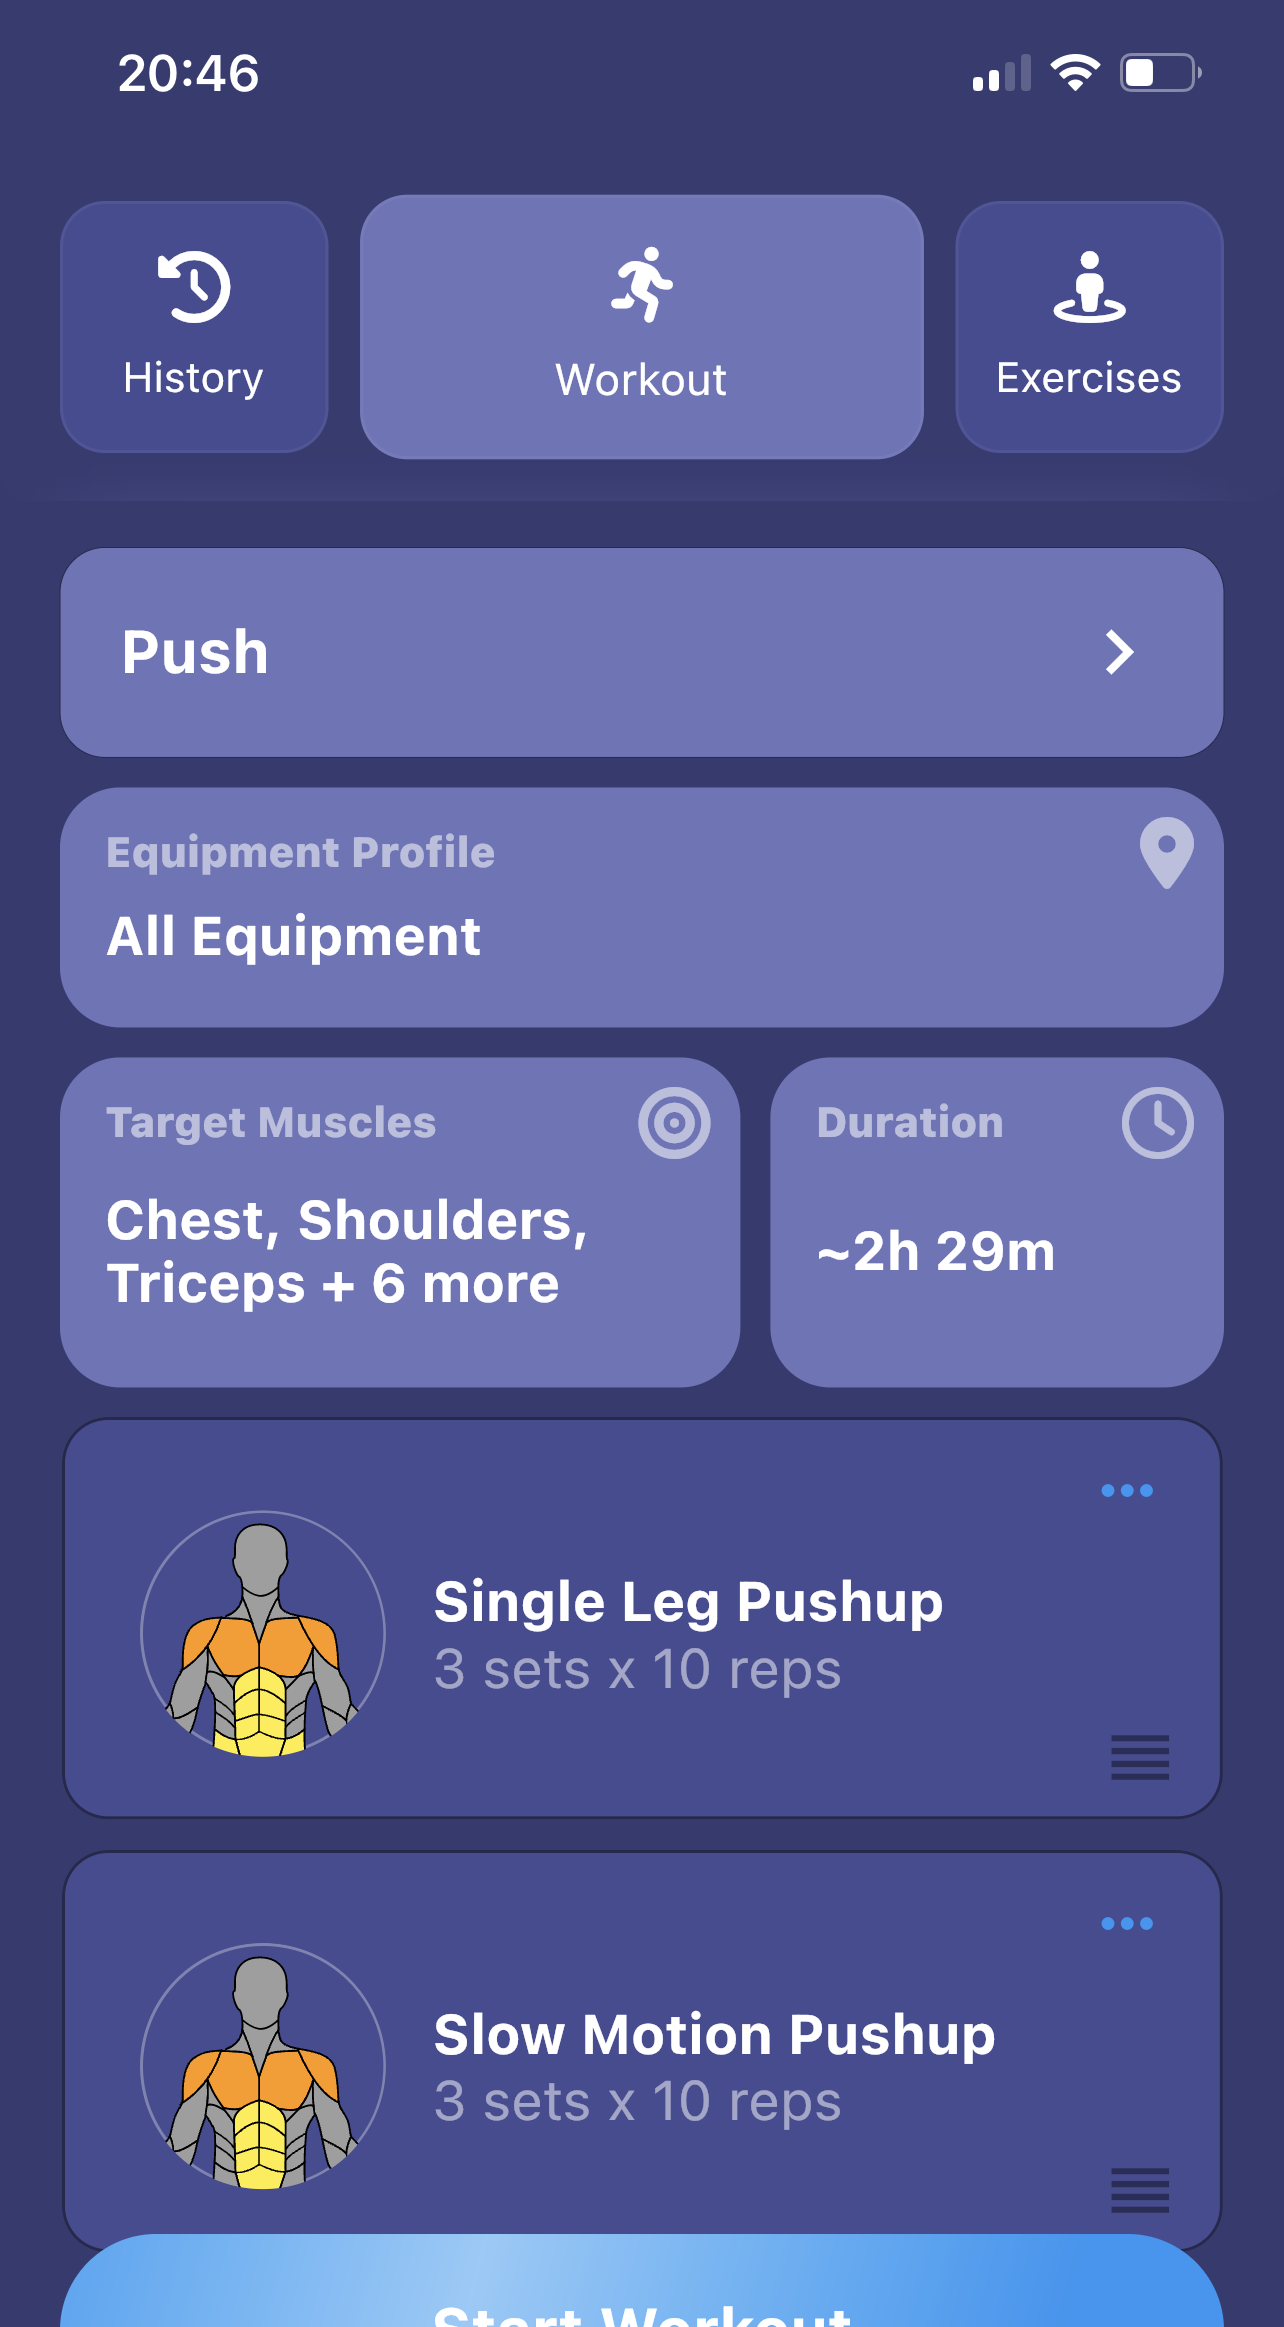 20:46
History
Workout
Exercises
Push
Equipment Profile
All Equipment
Target Muscles
Chest, Shoulders,
Triceps + 6 more
Duration
~2h 29m
Single Leg Pushup
3 sets x 10 reps
Slow Motion Pushup
3 sets x 10 reps
Start Workout